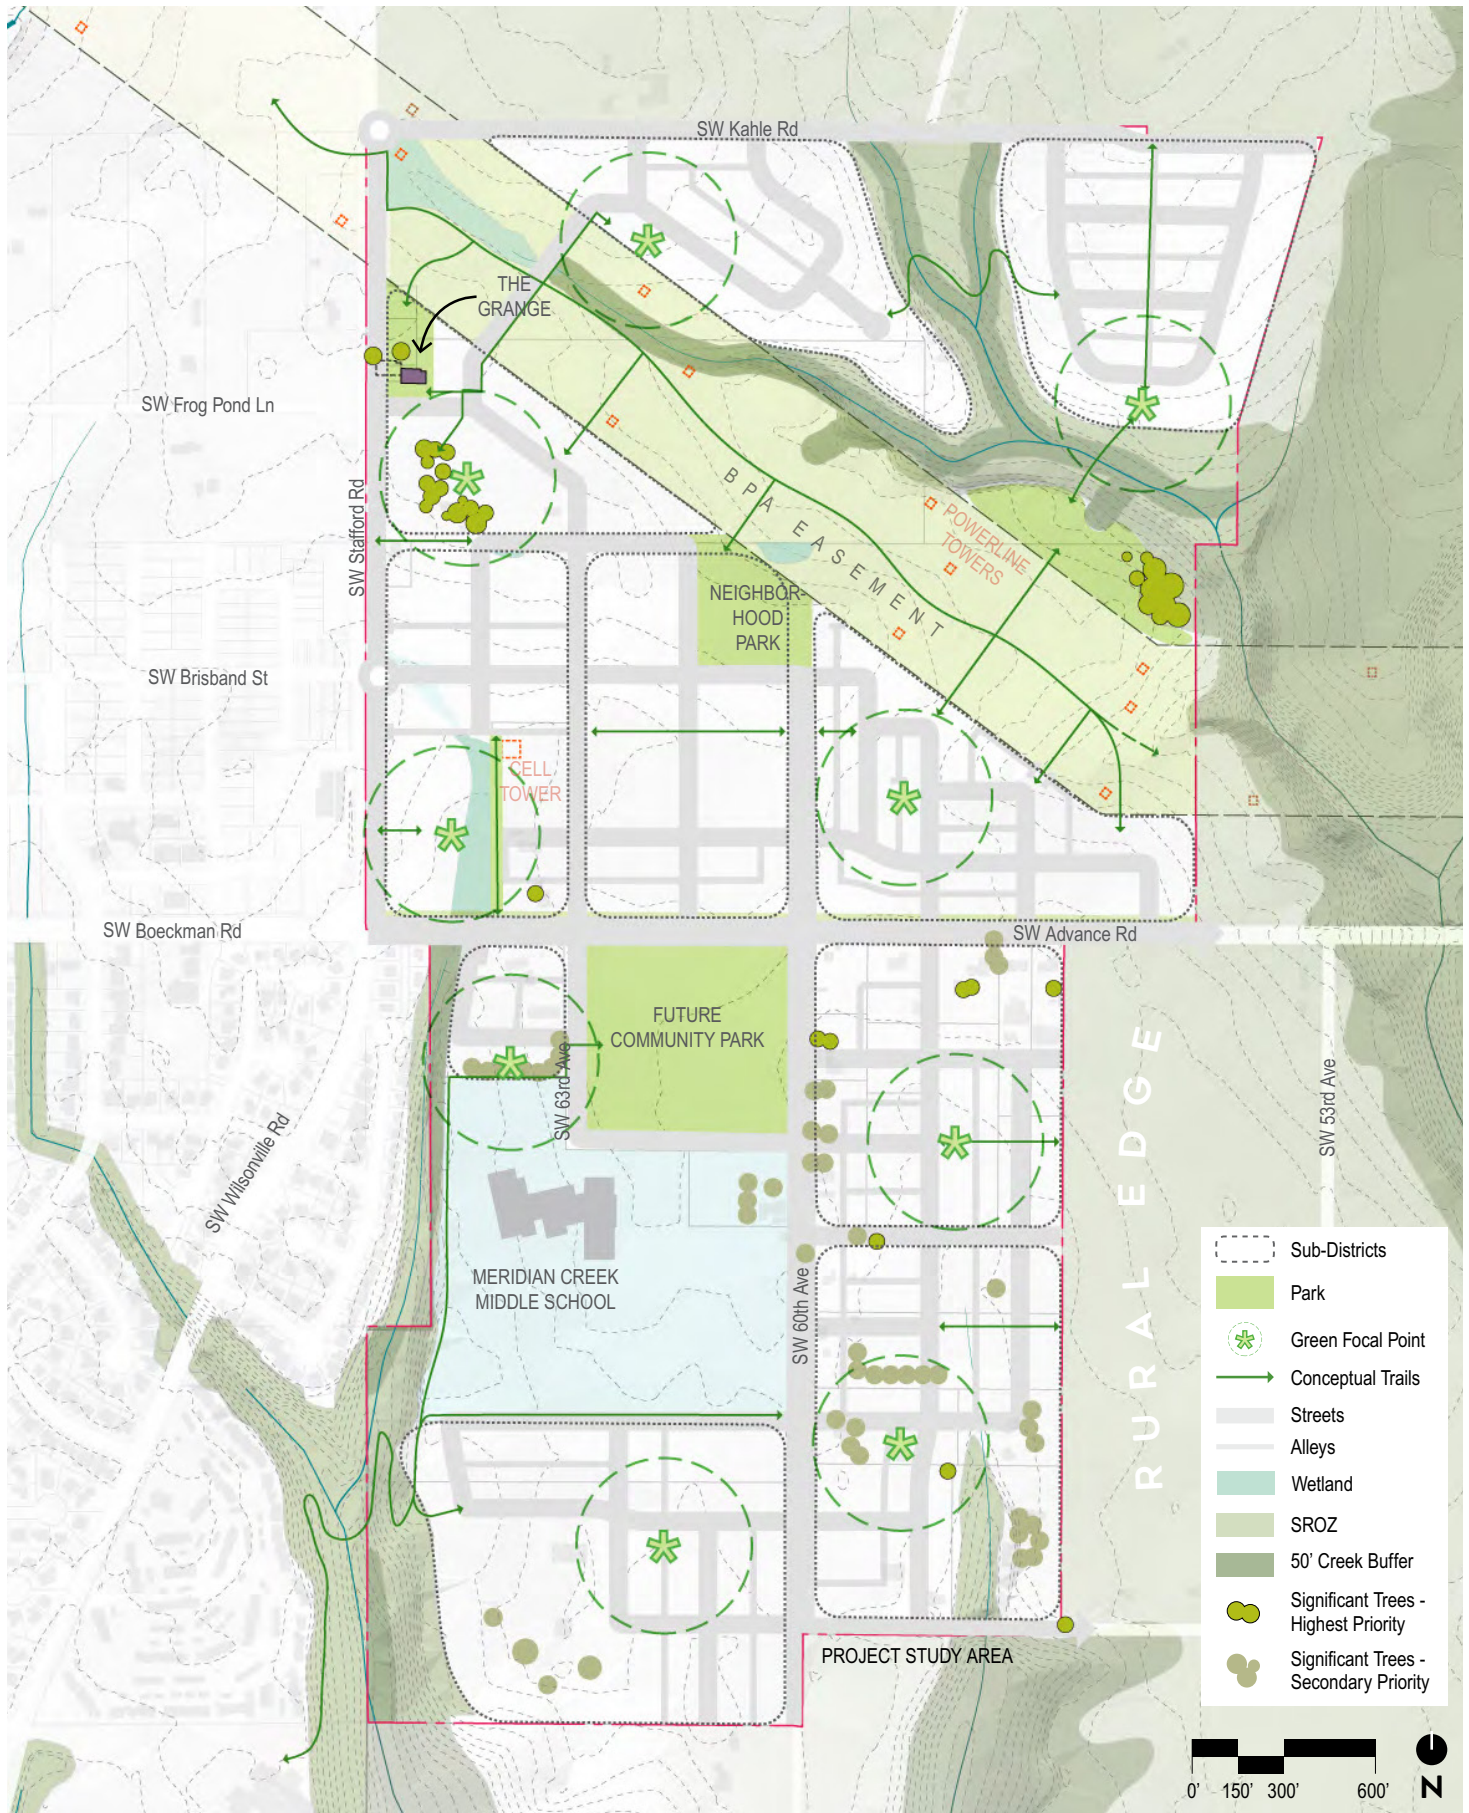 SW Kahle Rd
THE
GRANGE
SW Frog Pond Ln
SW Stafford Rd
BPA EASEMENT
POWERLINE
TOWERS
NEIGHBOR-
HOOD
PARK
SW Brisband St
CELL
TOWER
SW Boeckman Rd
SW Advance Rd
FUTURE
COMMUNITY PARK
SW 63rd Ave
SW Wilsonville Rd
MERIDIAN CREEK
MIDDLE SCHOOL
SW 60th Ave
RURAL EDGE
SW 53rd Ave
PROJECT STUDY AREA
Sub-Districts
Park
Green Focal Point
Conceptual Trails
Streets
Alleys
Wetland
SROZ
50' Creek Buffer
Significant Trees -
Highest Priority
Significant Trees -
Secondary Priority
0' 150' 300' 600'
N